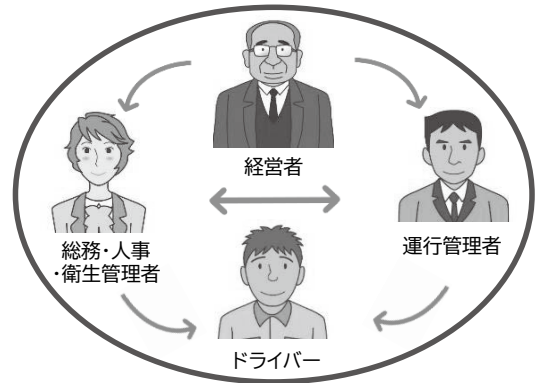 経営者
総務・人事
・衛生管理者
運行管理者
ドライバー